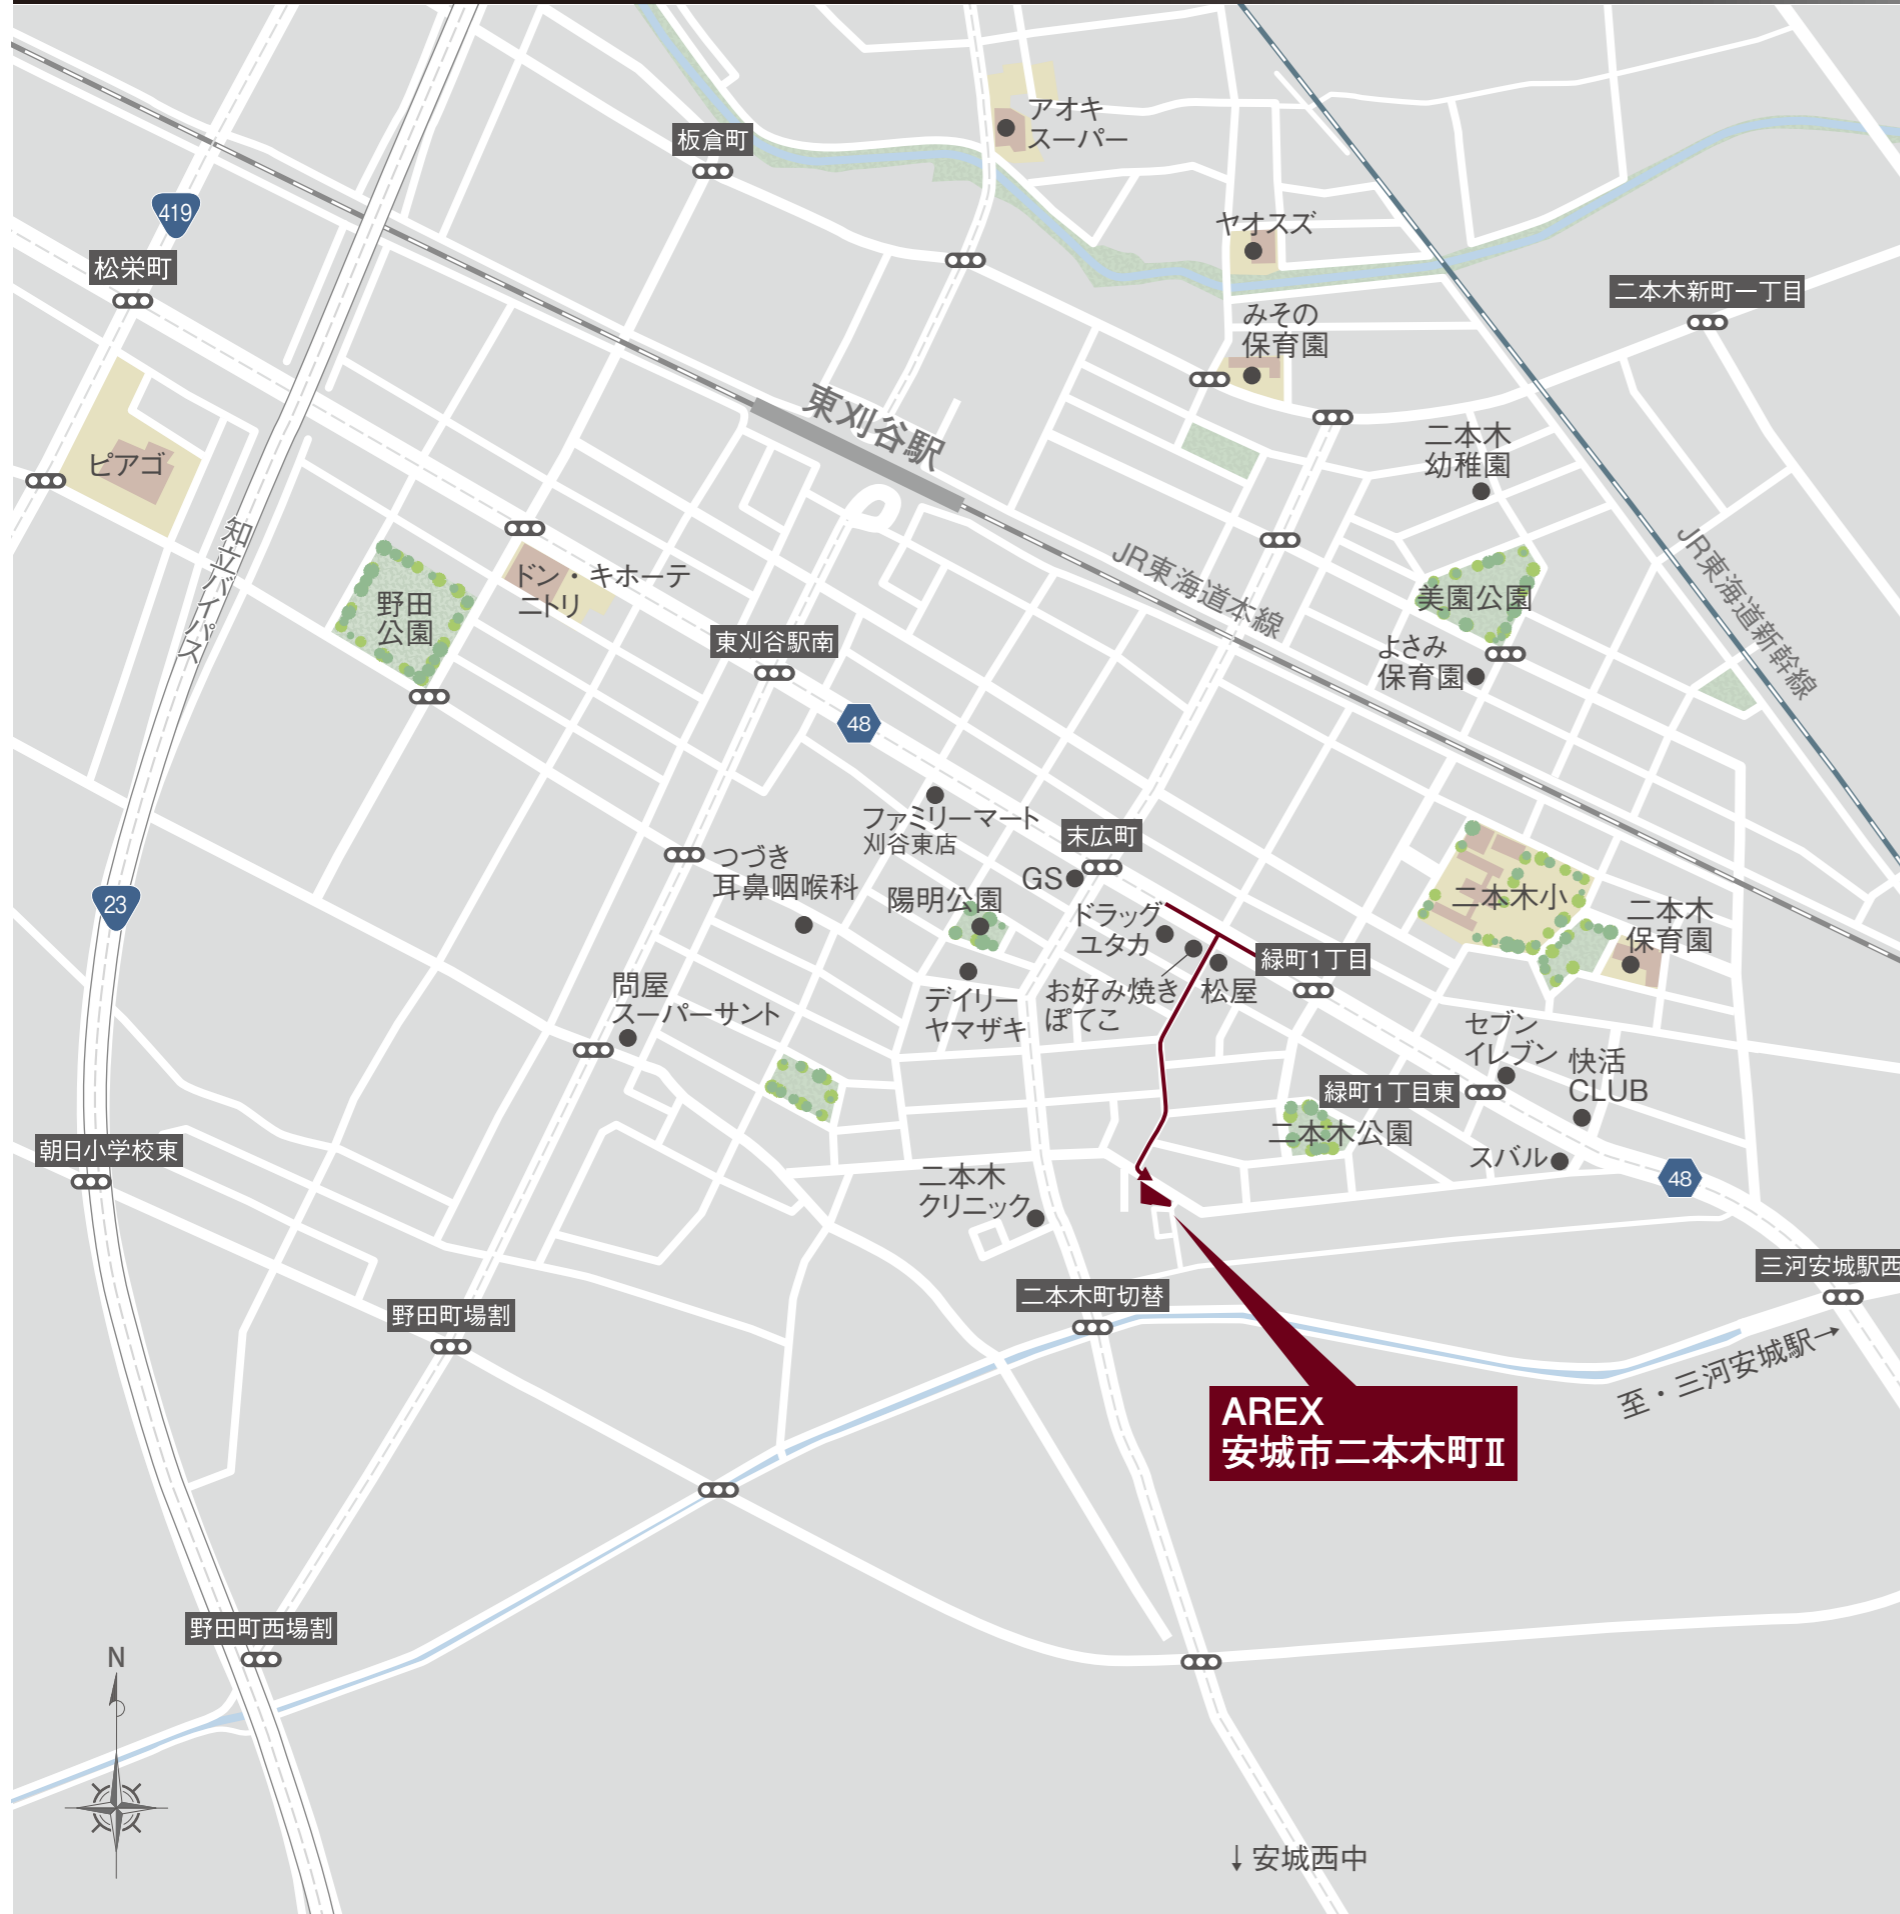 アオキ
スーパー
板倉町
419
ヤオスズ
松栄町
二本木新町一丁目
みその
保育園
東刈谷駅
二本木
幼稚園
ピアゴ
知立バイパス
JR東海道本線
JR東海道新幹線
ドン・キホーテ
ニトリ
野田
公園
美園公園
東刈谷駅南
よさみ
保育園
48
ファミリーマート
刈谷東店
末広町
つづき
耳鼻咽喉科
GS
陽明公園
23
ドラッグ
ユタカ
二本木小
二本木
保育園
緑町1丁目
問屋
スーパーサント
デイリー
ヤマザキ
お好み焼き
ぽてこ
松屋
セブン
イレブン
快活
CLUB
緑町1丁目東
二本木公園
朝日小学校東
スバル
48
二本木
クリニック
三河安城駅西
二本木町切替
野田町場割
至・三河安城駅→
AREX
安城市二本木町Ⅱ
野田町西場割
N
↓安城西中